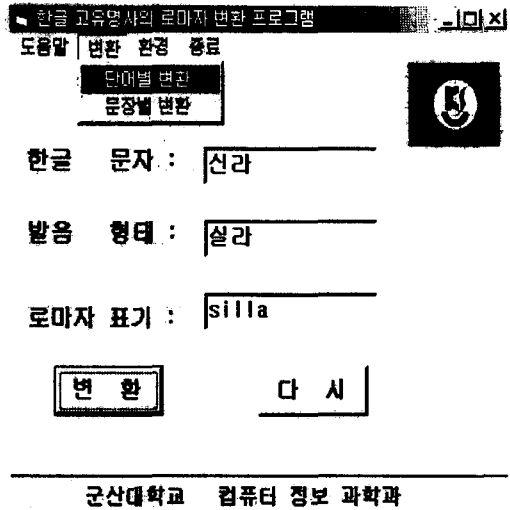 한글 고유명사의 로마자 변환 프로그램
도움말 변환 환경 종료
단어별 변환
문장별 변환
한글 문자 : 신라
발음 형태 : 실라
로마자 표기 : silla
변 환 다 시
군산대학교 컴퓨터 정보 과학과